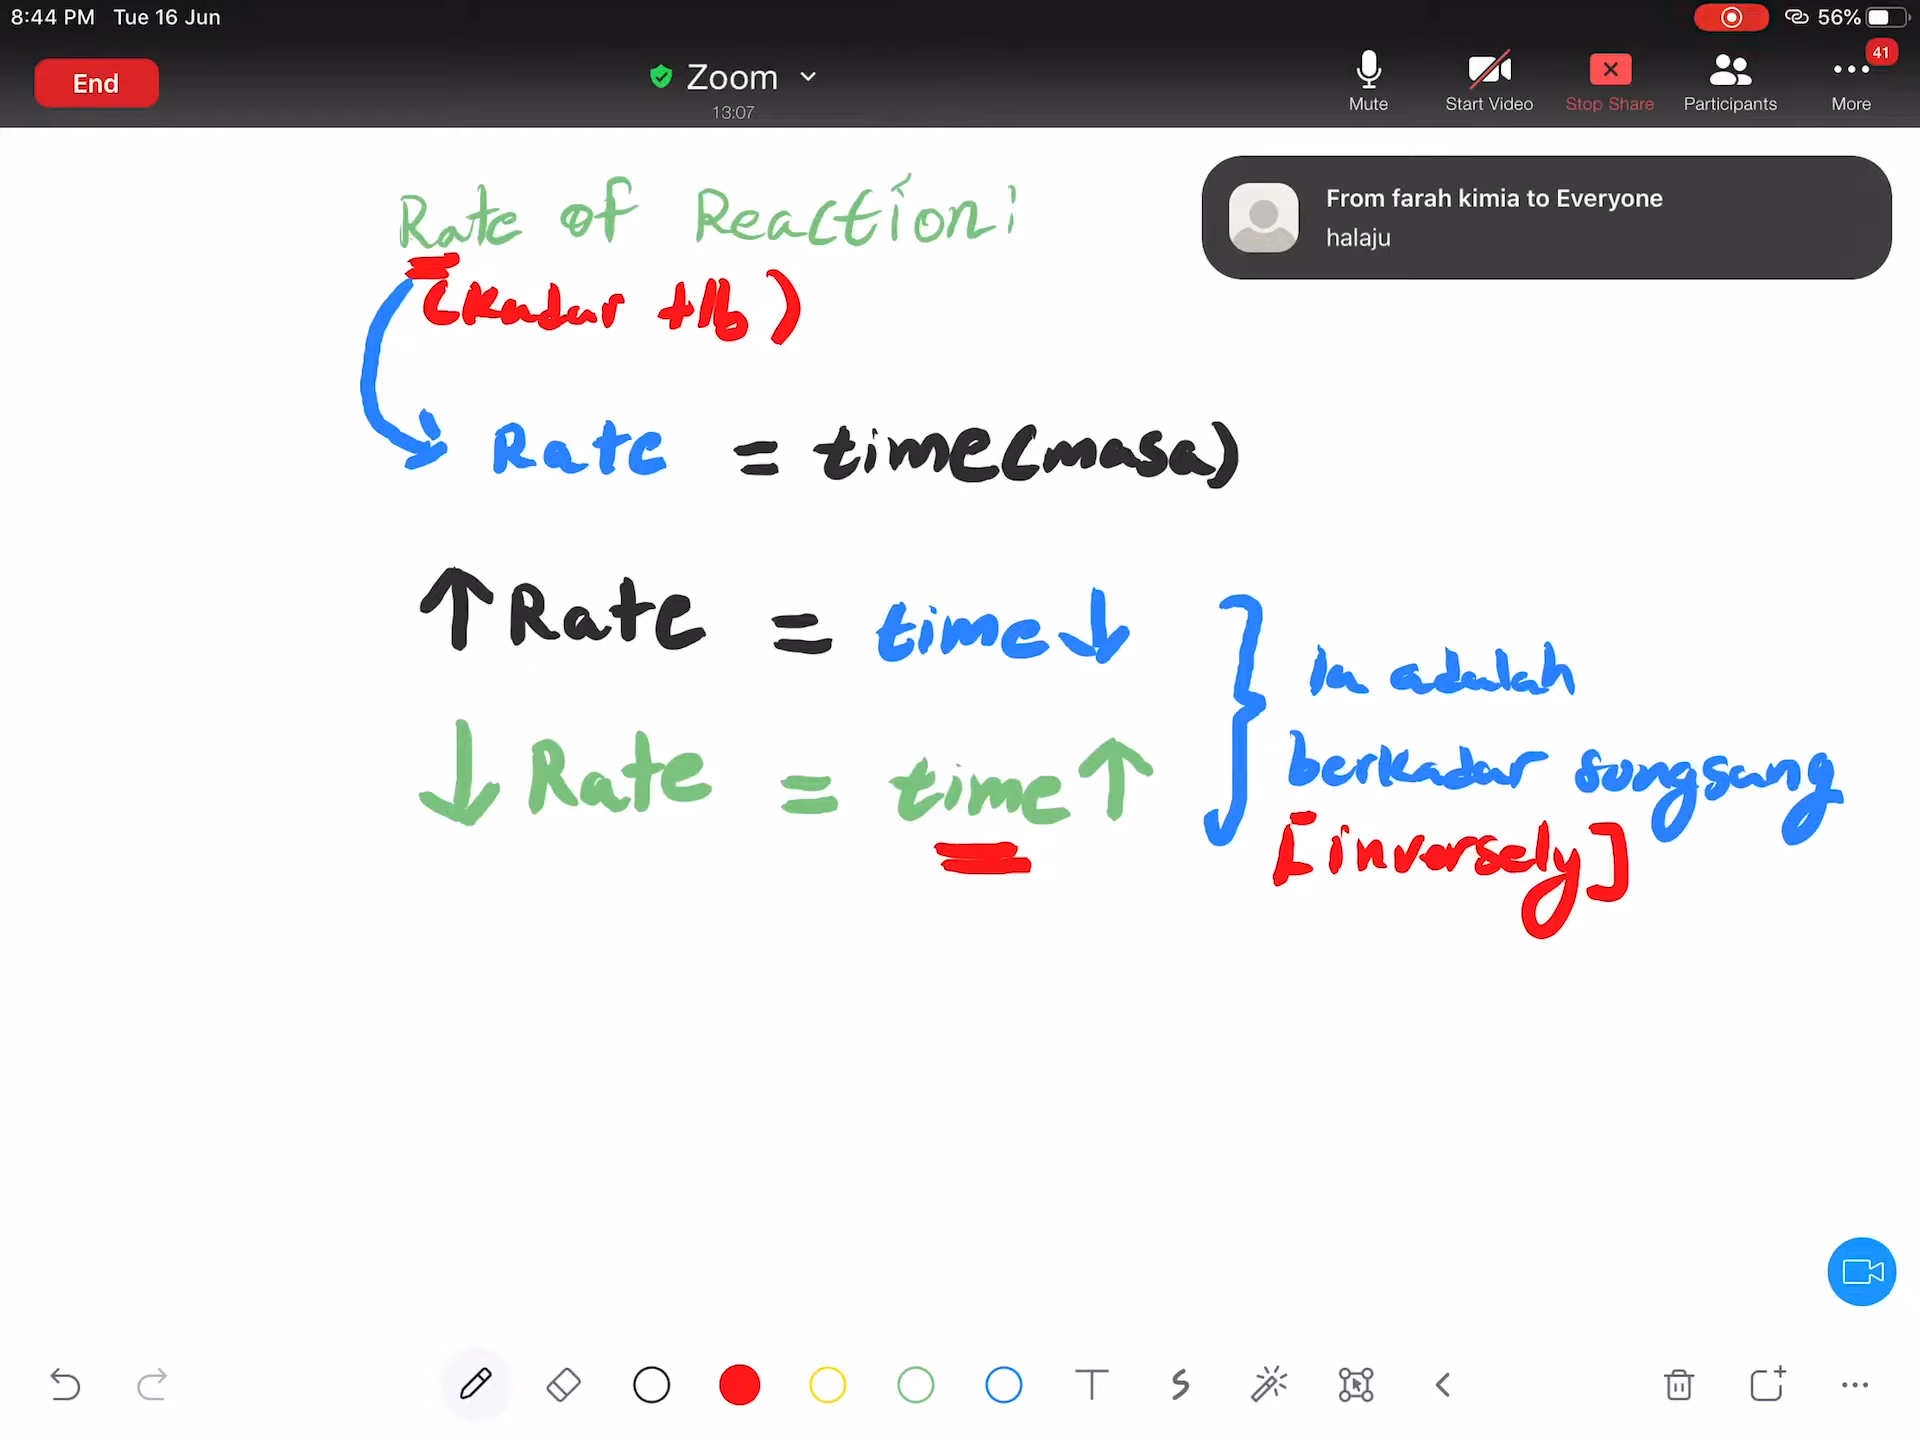 8:44 PM Tue 16 Jun
56%
End
Zoom
13:07
Mute
Start Video
Stop Share
Participants
41
More
From farah kimia to Everyone
halaju
Rate of Reaction:
(Kadar t/b)
Rate = time(masa)
↑ Rate = time ↓
↓ Rate = time ↑
Ia adalah
berkadar songsang
[inversely]